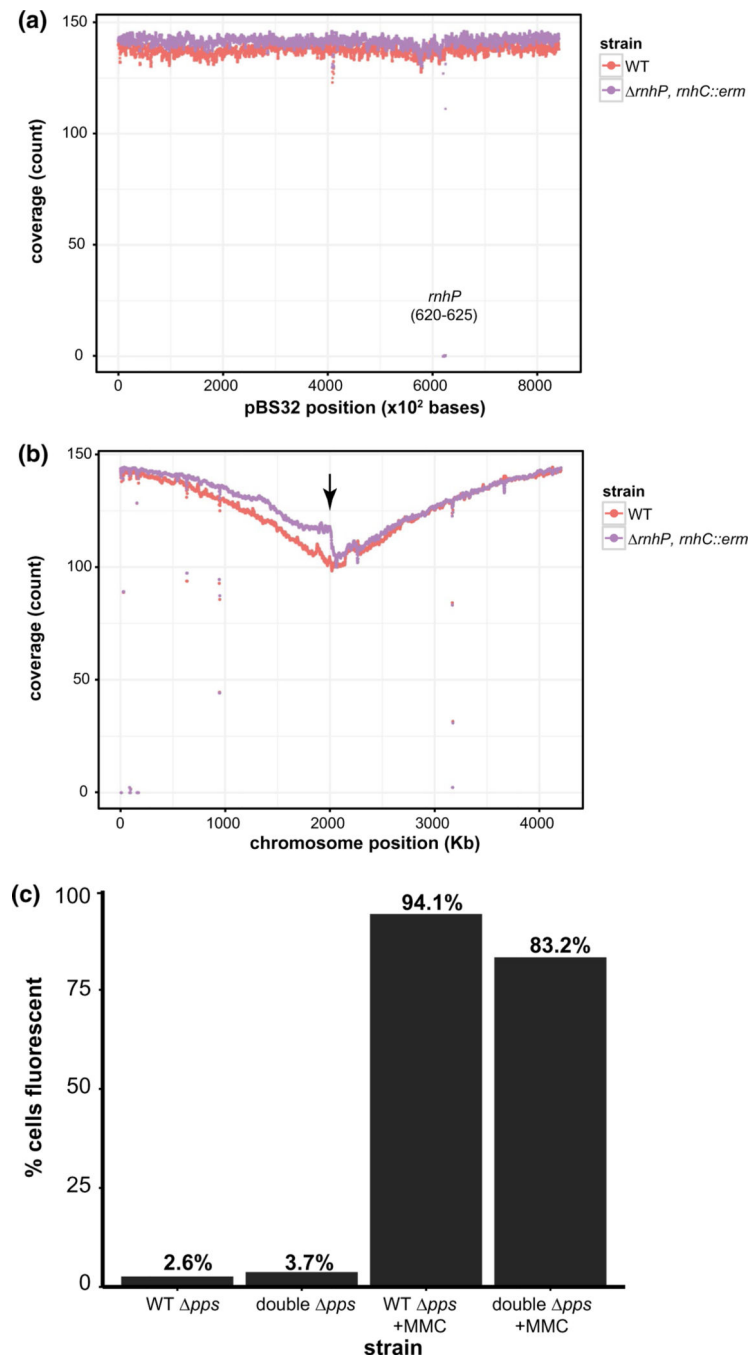 (a)
150
100
50
0
coverage (count)
rnhP
(620-625)
0
2000
4000
6000
8000
pBS32 position (x10² bases)
strain
WT
ΔrnhP, rnhC::erm
(b)
150
100
50
0
coverage (count)
0
1000
2000
3000
4000
chromosome position (Kb)
strain
WT
ΔrnhP, rnhC::erm
(c)
100
75
50
25
0
% cells fluorescent
2.6%
3.7%
94.1%
83.2%
WT Δpps
double Δpps
WT Δpps
+MMC
double Δpps
+MMC
strain